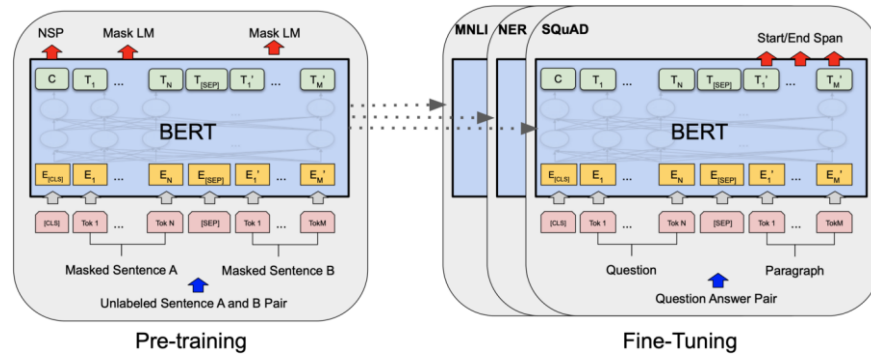 NSP Mask LM Mask LM
C T1 ... TN T[SEP] T1' ... TM'
BERT
E[CLS] E1 ... EN E[SEP] E1' ... EM'
[CLS] Tok 1 ... Tok N [SEP] Tok 1 ... TokM
Masked Sentence A Masked Sentence B
Unlabeled Sentence A and B Pair
Pre-training
MNLI NER SQuAD
Start/End Span
C T1 ... TN T[SEP] T1' ... TM'
BERT
E[CLS] E1 ... EN E[SEP] E1' ... EM'
[CLS] Tok 1 ... Tok N [SEP] Tok 1 ... TokM
Question Paragraph
Question Answer Pair
Fine-Tuning